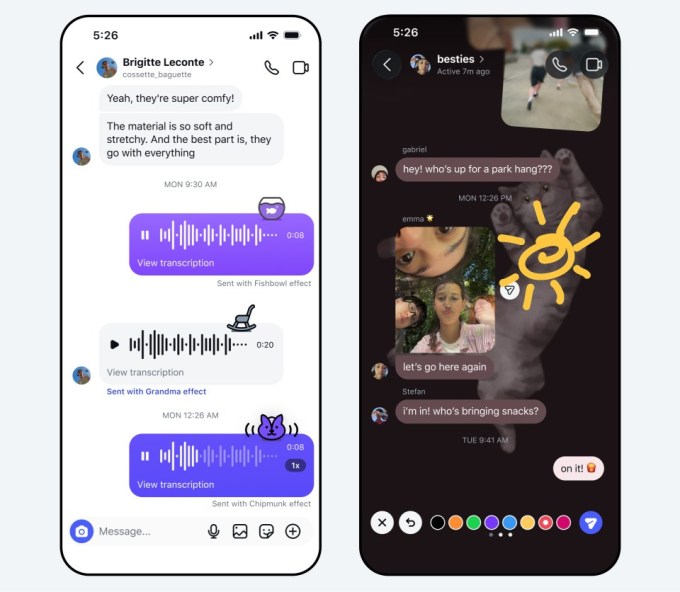 5:26
Brigitte Leconte
cossette_baguette
Yeah, they're super comfy!
The material is so soft and
stretchy. And the best part is, they
go with everything
MON 9:30 AM
0:08
View transcription
Sent with Fishbowl effect
0:20
View transcription
Sent with Grandma effect
MON 12:26 AM
0:08
1x
View transcription
Sent with Chipmunk effect
Message...
5:26
besties
Active 7m ago
gabriel
hey! who's up for a park hang???
MON 12:26 PM
emma
let's go here again
Stefan
i'm in! who's bringing snacks?
TUE 9:41 AM
on it!